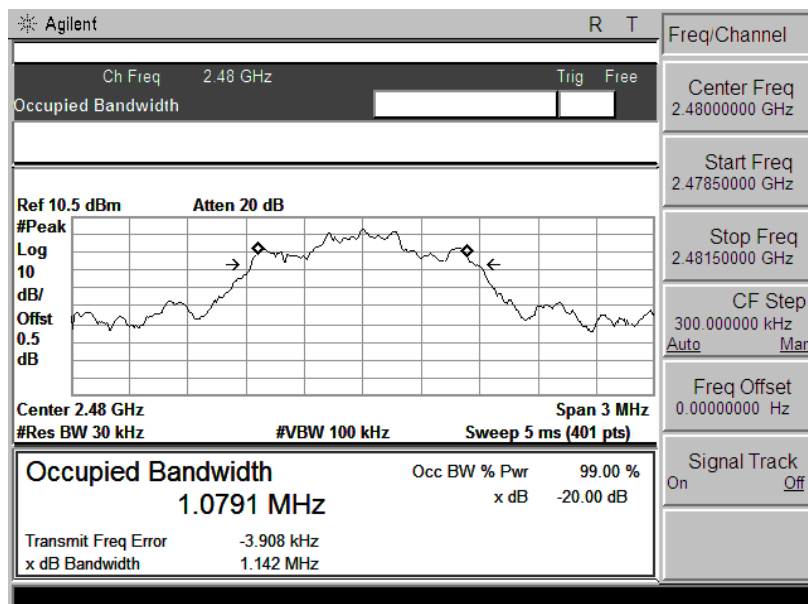 Agilent R T
Ch Freq 2.48 GHz Trig Free
Occupied Bandwidth
Ref 10.5 dBm Atten 20 dB
#Peak
Log
10
dB/
Offst
0.5
dB
Center 2.48 GHz Span 3 MHz
#Res BW 30 kHz #VBW 100 kHz Sweep 5 ms (401 pts)
Occupied Bandwidth Occ BW % Pwr 99.00 %
1.0791 MHz x dB -20.00 dB
Transmit Freq Error -3.908 kHz
x dB Bandwidth 1.142 MHz
Freq/Channel
Center Freq
2.48000000 GHz
Start Freq
2.47850000 GHz
Stop Freq
2.48150000 GHz
CF Step
300.000000 kHz
Auto Man
Freq Offset
0.00000000 Hz
Signal Track
On Off